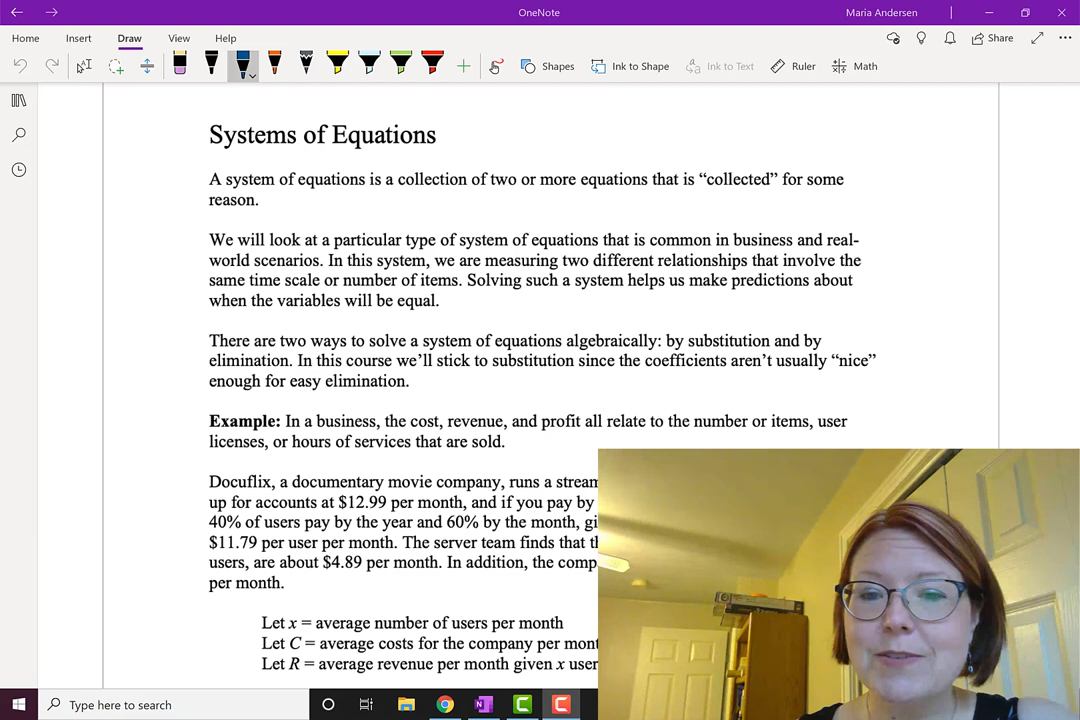 OneNote
Maria Andersen
Home Insert Draw View Help
Share
Shapes Ink to Shape Ink to Text Ruler Math
Systems of Equations
A system of equations is a collection of two or more equations that is “collected” for some
reason.
We will look at a particular type of system of equations that is common in business and real-
world scenarios. In this system, we are measuring two different relationships that involve the
same time scale or number of items. Solving such a system helps us make predictions about
when the variables will be equal.
There are two ways to solve a system of equations algebraically: by substitution and by
elimination. In this course we’ll stick to substitution since the coefficients aren’t usually “nice”
enough for easy elimination.
Example: In a business, the cost, revenue, and profit all relate to the number or items, user
licenses, or hours of services that are sold.
Docuflix, a documentary movie company, runs a stream
up for accounts at $12.99 per month, and if you pay by
40% of users pay by the year and 60% by the month, gi
$11.79 per user per month. The server team finds that th
users, are about $4.89 per month. In addition, the comp
per month.
Let x = average number of users per month
Let C = average costs for the company per mont
Let R = average revenue per month given x user
Type here to search